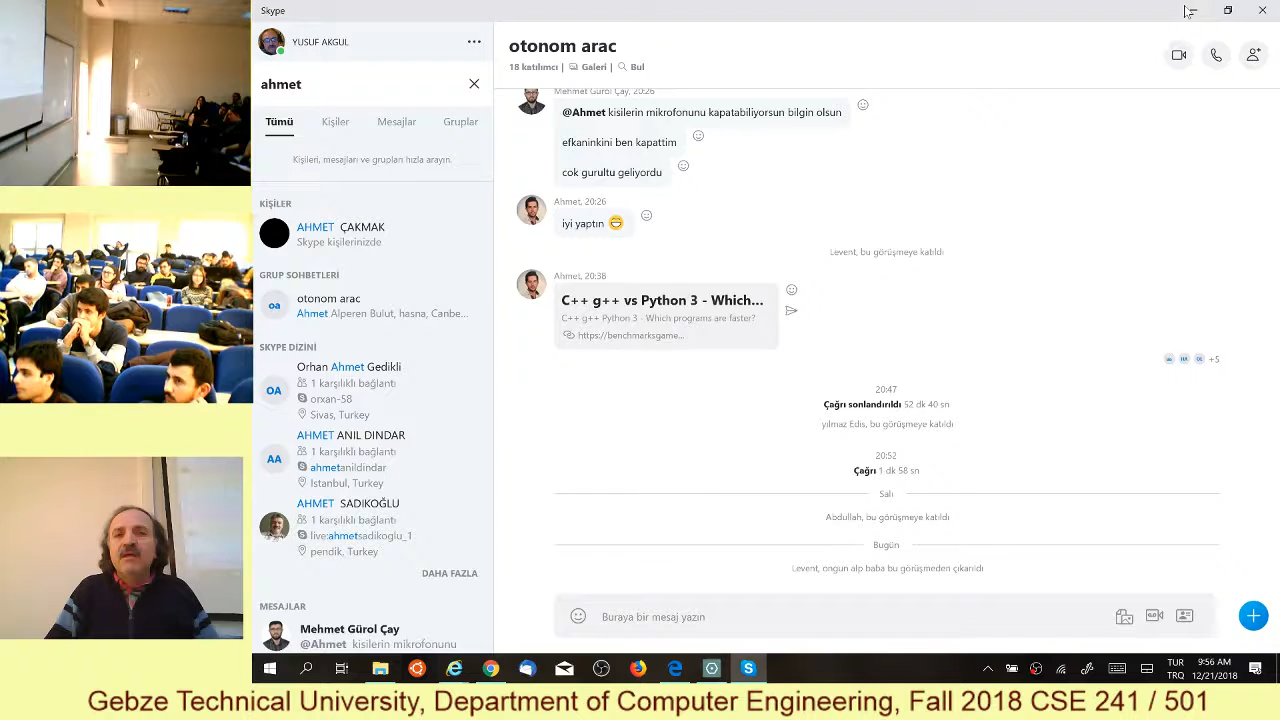 Skype
YUSUF AKGUL
ahmet
Tümü
Kişiler
Mesajlar
Gruplar
Kişileri, mesajları ve grupları hızla arayın.
KİŞİLER
AHMET ÇAKMAK
Skype kişilerinizde
GRUP SOHBETLERİ
oa
otonom arac
Ahmet Alperen Bulut, hasna, Canbe...
SKYPE DİZİNİ
Orhan Ahmet Gedikli
OA
1 karşılıklı bağlantı
orxan-58
Sivas, Turkey
AHMET ANIL DINDAR
AA
1 karşılıklı bağlantı
ahmetanildindar
Istanbul, Turkey
AHMET SADIKOĞLU
1 karşılıklı bağlantı
live:ahmetsadikoglu_1
pendik, Turkey
DAHA FAZLA
MESAJLAR
Mehmet Gürol Çay
@Ahmet kisilerin mikrofonunu
otonom arac
18 katılımcı | Galeri | Bul
Mehmet Gürol Çay, 20:26
@Ahmet kisilerin mikrofonunu kapatabiliyorsun bilgin olsun
efkaninkini ben kapattim
cok gurultu geliyordu
Ahmet, 20:26
iyi yaptın
Levent, bu görüşmeye katıldı
Ahmet, 20:38
C++ g++ vs Python 3 - Which...
C++ g++ Python 3 - Which programs are faster?
https://benchmarksgame...
+5
20:47
Çağrı sonlandırıldı 52 dk 40 sn
yılmaz Edis, bu görüşmeye katıldı
20:52
Çağrı 1 dk 58 sn
Salı
Abdullah, bu görüşmeye katıldı
Bugün
Levent, ongun alp baba bu görüşmeden çıkarıldı
Buraya bir mesaj yazın
TUR
TRQ
9:56 AM
12/21/2018
Gebze Technical University, Department of Computer Engineering, Fall 2018 CSE 241 / 501